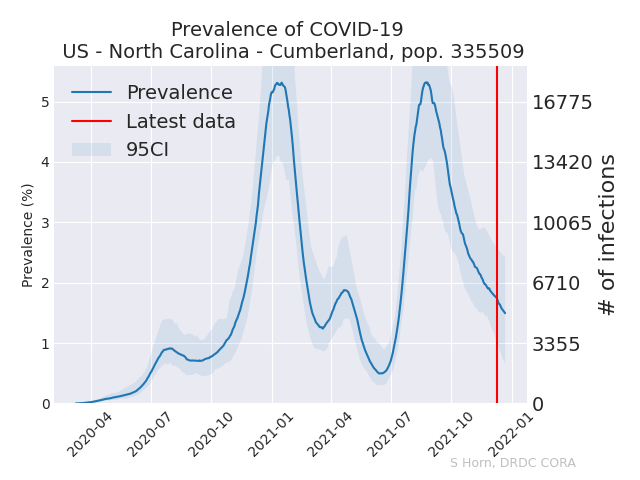 Prevalence of COVID-19
US - North Carolina - Cumberland, pop. 335509
Prevalence
Latest data
95CI
Prevalence (%)
5
4
3
2
1
0
16775
13420
10065
6710
3355
0
# of infections
2020-04
2020-07
2020-10
2021-01
2021-04
2021-07
2021-10
2022-01
S Horn, DRDC CORA